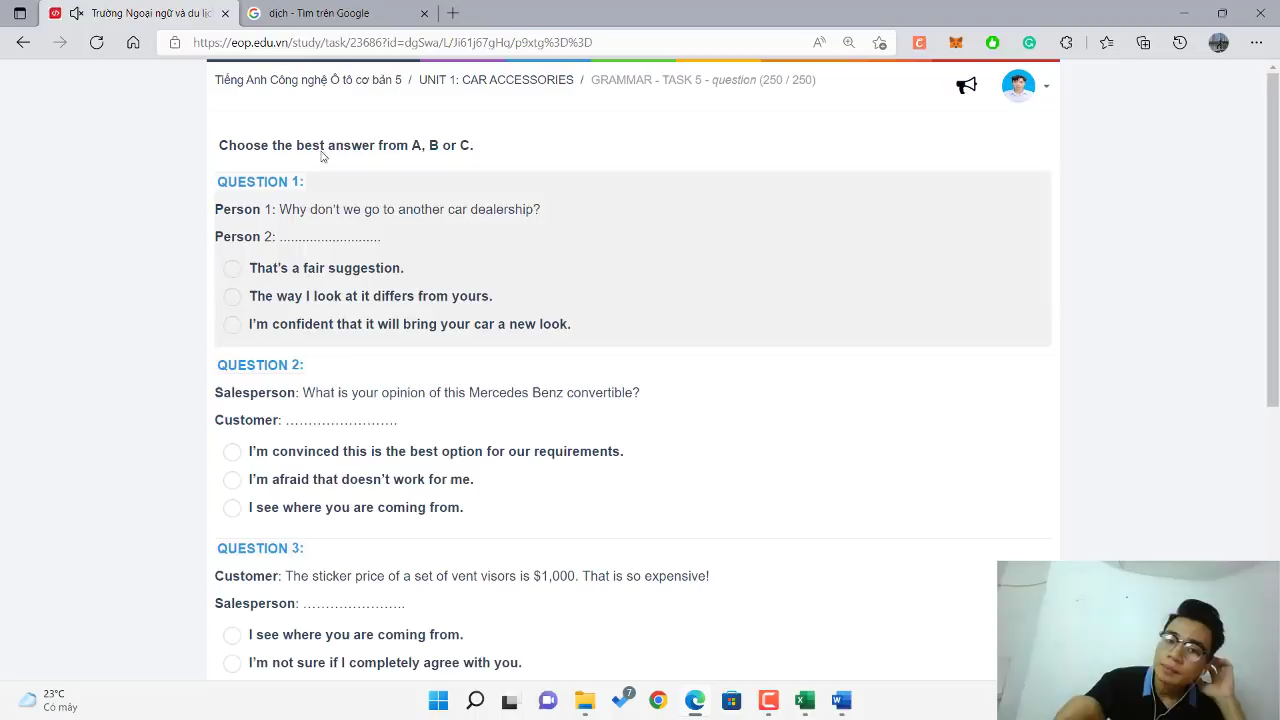 Trường Ngoại ngữ và du lịc
dịch - Tìm trên Google
https://eop.edu.vn/study/task/23686?id=dgSwa/L/Ji61j67gHq/p9xtg%3D%3D
Tiếng Anh Công nghệ Ô tô cơ bản 5 / UNIT 1: CAR ACCESSORIES / GRAMMAR - TASK 5 - question (250 / 250)
Choose the best answer from A, B or C.
QUESTION 1:
Person 1: Why don't we go to another car dealership?
Person 2: ..........................
That's a fair suggestion.
The way I look at it differs from yours.
I'm confident that it will bring your car a new look.
QUESTION 2:
Salesperson: What is your opinion of this Mercedes Benz convertible?
Customer: …………………….
I'm convinced this is the best option for our requirements.
I'm afraid that doesn't work for me.
I see where you are coming from.
QUESTION 3:
Customer: The sticker price of a set of vent visors is $1,000. That is so expensive!
Salesperson: ………………….
I see where you are coming from.
I'm not sure if I completely agree with you.
23°C
Có mây
7